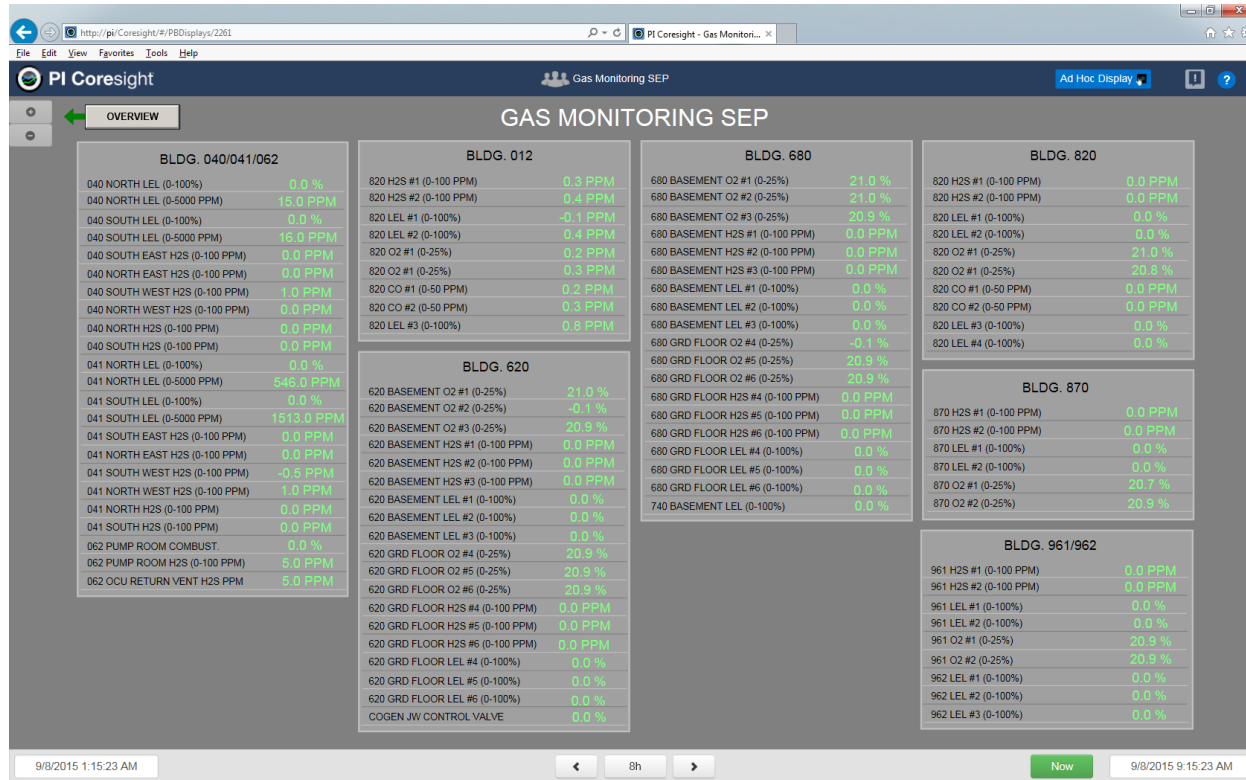 http://pi/Coresight/#/PBDisplays/2261
PI Coresight - Gas Monitori...
File Edit View Favorites Tools Help
PI Coresight
Gas Monitoring SEP
Ad Hoc Display
OVERVIEW
GAS MONITORING SEP
BLDG. 040/041/062
040 NORTH LEL (0-100%) 0.0 %
040 NORTH LEL (0-5000 PPM) 15.0 PPM
040 SOUTH LEL (0-100%) 0.0 %
040 SOUTH LEL (0-5000 PPM) 16.0 PPM
040 SOUTH EAST H2S (0-100 PPM) 0.0 PPM
040 NORTH EAST H2S (0-100 PPM) 0.0 PPM
040 SOUTH WEST H2S (0-100 PPM) 1.0 PPM
040 NORTH WEST H2S (0-100 PPM) 0.0 PPM
040 NORTH H2S (0-100 PPM) 0.0 PPM
040 SOUTH H2S (0-100 PPM) 0.0 PPM
041 NORTH LEL (0-100%) 0.0 %
041 NORTH LEL (0-5000 PPM) 546.0 PPM
041 SOUTH LEL (0-100%) 0.0 %
041 SOUTH LEL (0-5000 PPM) 1513.0 PPM
041 SOUTH EAST H2S (0-100 PPM) 0.0 PPM
041 NORTH EAST H2S (0-100 PPM) 0.0 PPM
041 SOUTH WEST H2S (0-100 PPM) -0.5 PPM
041 NORTH WEST H2S (0-100 PPM) 1.0 PPM
041 NORTH H2S (0-100 PPM) 0.0 PPM
041 SOUTH H2S (0-100 PPM) 0.0 PPM
062 PUMP ROOM COMBUST. 0.0 %
062 PUMP ROOM H2S (0-100 PPM) 5.0 PPM
062 OCU RETURN VENT H2S PPM 5.0 PPM
BLDG. 012
820 H2S #1 (0-100 PPM) 0.3 PPM
820 H2S #2 (0-100 PPM) 0.4 PPM
820 LEL #1 (0-100%) -0.1 PPM
820 LEL #2 (0-100%) 0.4 PPM
820 O2 #1 (0-25%) 0.2 PPM
820 O2 #1 (0-25%) 0.3 PPM
820 CO #1 (0-50 PPM) 0.2 PPM
820 CO #2 (0-50 PPM) 0.3 PPM
820 LEL #3 (0-100%) 0.8 PPM
BLDG. 620
620 BASEMENT O2 #1 (0-25%) 21.0 %
620 BASEMENT O2 #2 (0-25%) -0.1 %
620 BASEMENT O2 #3 (0-25%) 20.9 %
620 BASEMENT H2S #1 (0-100 PPM) 0.0 PPM
620 BASEMENT H2S #2 (0-100 PPM) 0.0 PPM
620 BASEMENT H2S #3 (0-100 PPM) 0.0 PPM
620 BASEMENT LEL #1 (0-100%) 0.0 %
620 BASEMENT LEL #2 (0-100%) 0.0 %
620 BASEMENT LEL #3 (0-100%) 0.0 %
620 GRD FLOOR O2 #4 (0-25%) 20.9 %
620 GRD FLOOR O2 #5 (0-25%) 20.9 %
620 GRD FLOOR O2 #6 (0-25%) 20.9 %
620 GRD FLOOR H2S #4 (0-100 PPM) 0.0 PPM
620 GRD FLOOR H2S #5 (0-100 PPM) 0.0 PPM
620 GRD FLOOR H2S #6 (0-100 PPM) 0.0 PPM
620 GRD FLOOR LEL #4 (0-100%) 0.0 %
620 GRD FLOOR LEL #5 (0-100%) 0.0 %
620 GRD FLOOR LEL #6 (0-100%) 0.0 %
COGEN JW CONTROL VALVE 0.0 %
BLDG. 680
680 BASEMENT O2 #1 (0-25%) 21.0 %
680 BASEMENT O2 #2 (0-25%) 21.0 %
680 BASEMENT O2 #3 (0-25%) 20.9 %
680 BASEMENT H2S #1 (0-100 PPM) 0.0 PPM
680 BASEMENT H2S #2 (0-100 PPM) 0.0 PPM
680 BASEMENT H2S #3 (0-100 PPM) 0.0 PPM
680 BASEMENT LEL #1 (0-100%) 0.0 %
680 BASEMENT LEL #2 (0-100%) 0.0 %
680 BASEMENT LEL #3 (0-100%) 0.0 %
680 GRD FLOOR O2 #4 (0-25%) -0.1 %
680 GRD FLOOR O2 #5 (0-25%) 20.9 %
680 GRD FLOOR O2 #6 (0-25%) 20.9 %
680 GRD FLOOR H2S #4 (0-100 PPM) 0.0 PPM
680 GRD FLOOR H2S #5 (0-100 PPM) 0.0 PPM
680 GRD FLOOR H2S #6 (0-100 PPM) 0.0 PPM
680 GRD FLOOR LEL #4 (0-100%) 0.0 %
680 GRD FLOOR LEL #5 (0-100%) 0.0 %
680 GRD FLOOR LEL #6 (0-100%) 0.0 %
740 BASEMENT LEL (0-100%) 0.0 %
BLDG. 820
820 H2S #1 (0-100 PPM) 0.0 PPM
820 H2S #2 (0-100 PPM) 0.0 PPM
820 LEL #1 (0-100%) 0.0 %
820 LEL #2 (0-100%) 0.0 %
820 O2 #1 (0-25%) 21.0 %
820 O2 #1 (0-25%) 20.8 %
820 CO #1 (0-50 PPM) 0.0 PPM
820 CO #2 (0-50 PPM) 0.0 PPM
820 LEL #3 (0-100%) 0.0 %
820 LEL #4 (0-100%) 0.0 %
BLDG. 870
870 H2S #1 (0-100 PPM) 0.0 PPM
870 H2S #2 (0-100 PPM) 0.0 PPM
870 LEL #1 (0-100%) 0.0 %
870 LEL #2 (0-100%) 0.0 %
870 O2 #1 (0-25%) 20.7 %
870 O2 #2 (0-25%) 20.9 %
BLDG. 961/962
961 H2S #1 (0-100 PPM) 0.0 PPM
961 H2S #2 (0-100 PPM) 0.0 PPM
961 LEL #1 (0-100%) 0.0 %
961 LEL #2 (0-100%) 0.0 %
961 O2 #1 (0-25%) 20.9 %
961 O2 #2 (0-25%) 20.9 %
962 LEL #1 (0-100%) 0.0 %
962 LEL #2 (0-100%) 0.0 %
962 LEL #3 (0-100%) 0.0 %
9/8/2015 1:15:23 AM
8h
Now
9/8/2015 9:15:23 AM